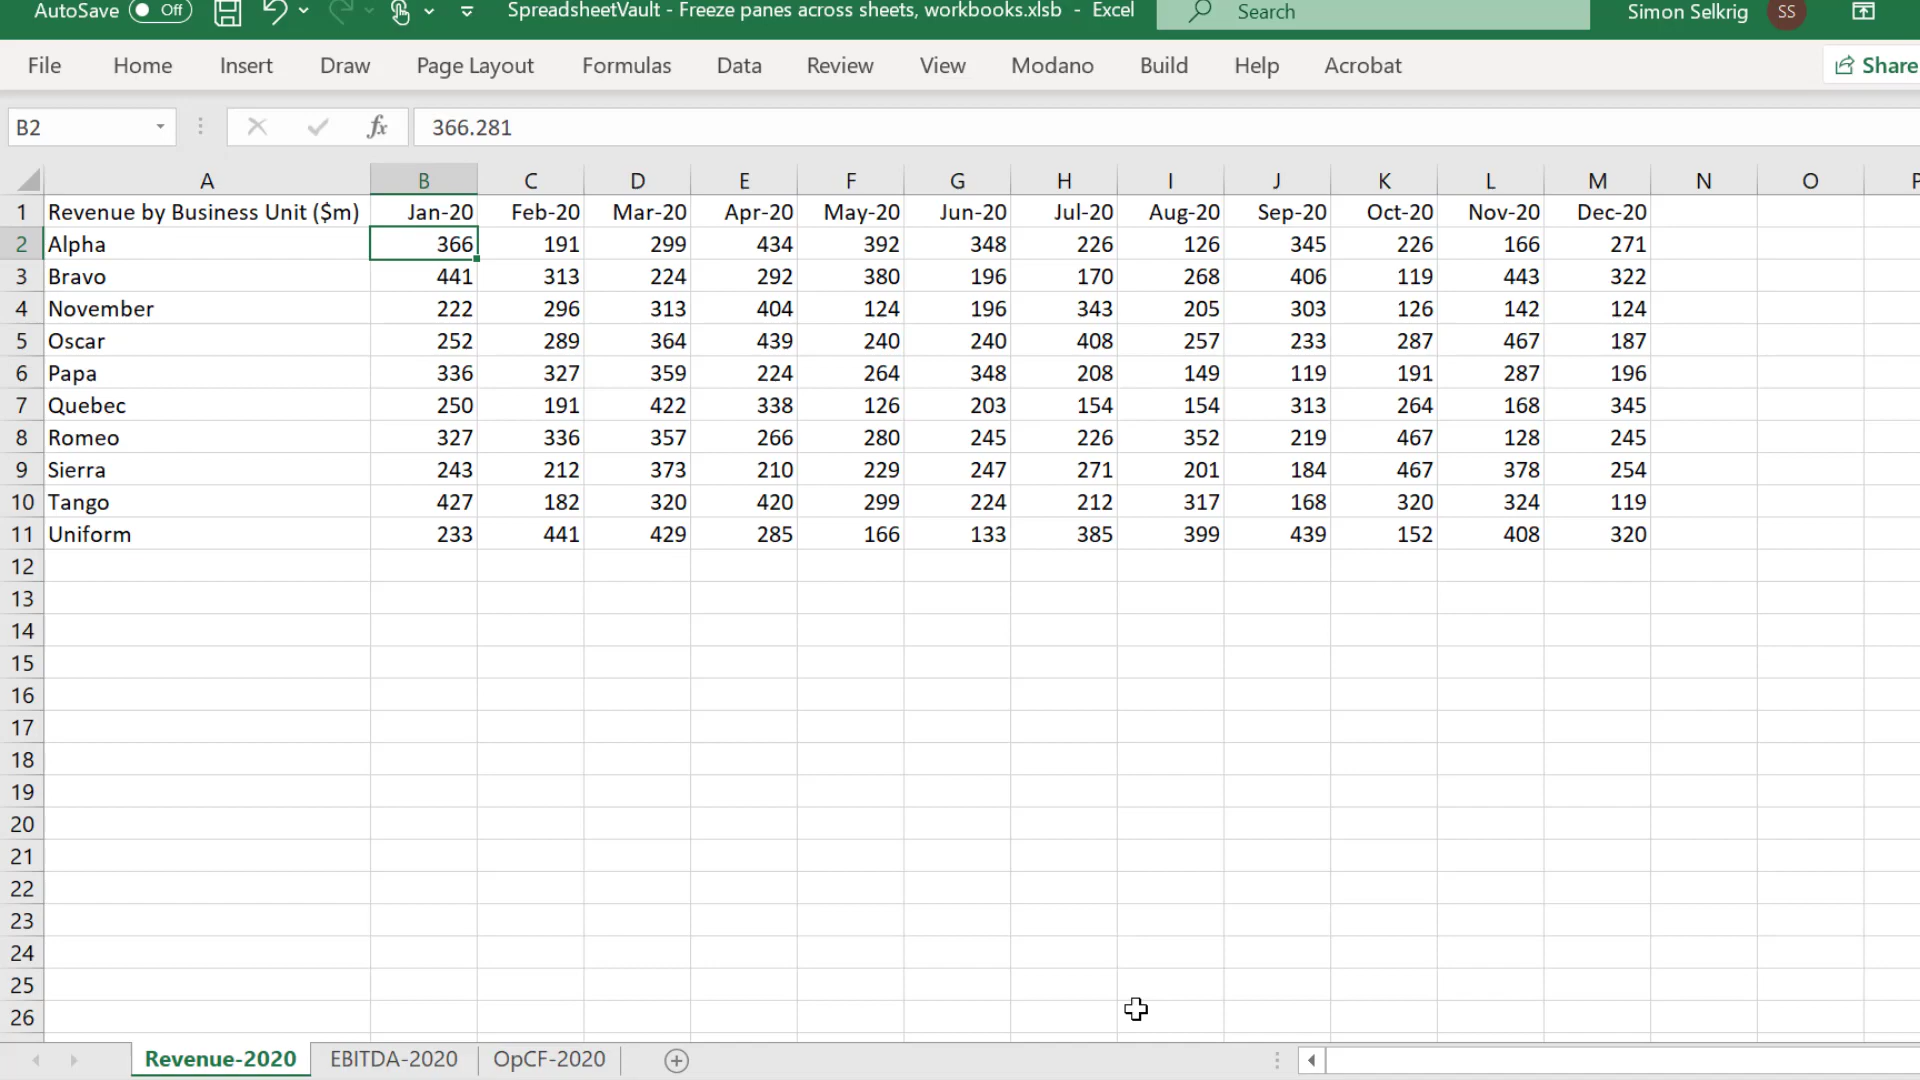 AutoSave Off SpreadsheetVault - Freeze panes across sheets, workbooks.xlsb - Excel Search Simon Selkrig SS
File Home Insert Draw Page Layout Formulas Data Review View Modano Build Help Acrobat Share
B2 fx 366.281
A B C D E F G H I J K L M N O P
1 Revenue by Business Unit ($m) Jan-20 Feb-20 Mar-20 Apr-20 May-20 Jun-20 Jul-20 Aug-20 Sep-20 Oct-20 Nov-20 Dec-20
2 Alpha 366 191 299 434 392 348 226 126 345 226 166 271
3 Bravo 441 313 224 292 380 196 170 268 406 119 443 322
4 November 222 296 313 404 124 196 343 205 303 126 142 124
5 Oscar 252 289 364 439 240 240 408 257 233 287 467 187
6 Papa 336 327 359 224 264 348 208 149 119 191 287 196
7 Quebec 250 191 422 338 126 203 154 154 313 264 168 345
8 Romeo 327 336 357 266 280 245 226 352 219 467 128 245
9 Sierra 243 212 373 210 229 247 271 201 184 467 378 254
10 Tango 427 182 320 420 299 224 212 317 168 320 324 119
11 Uniform 233 441 429 285 166 133 385 399 439 152 408 320
12
13
14
15
16
17
18
19
20
21
22
23
24
25
26
Revenue-2020 EBITDA-2020 OpCF-2020